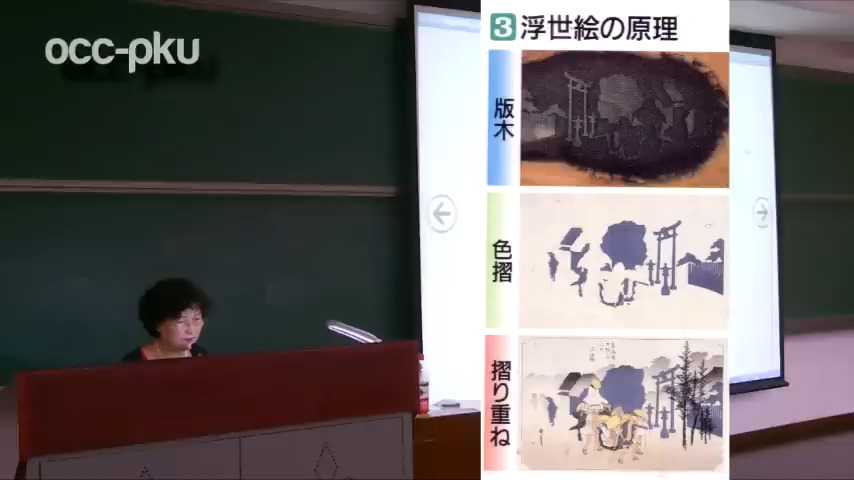 occ-pku
3浮世絵の原理
版木
色摺
摺り重ね